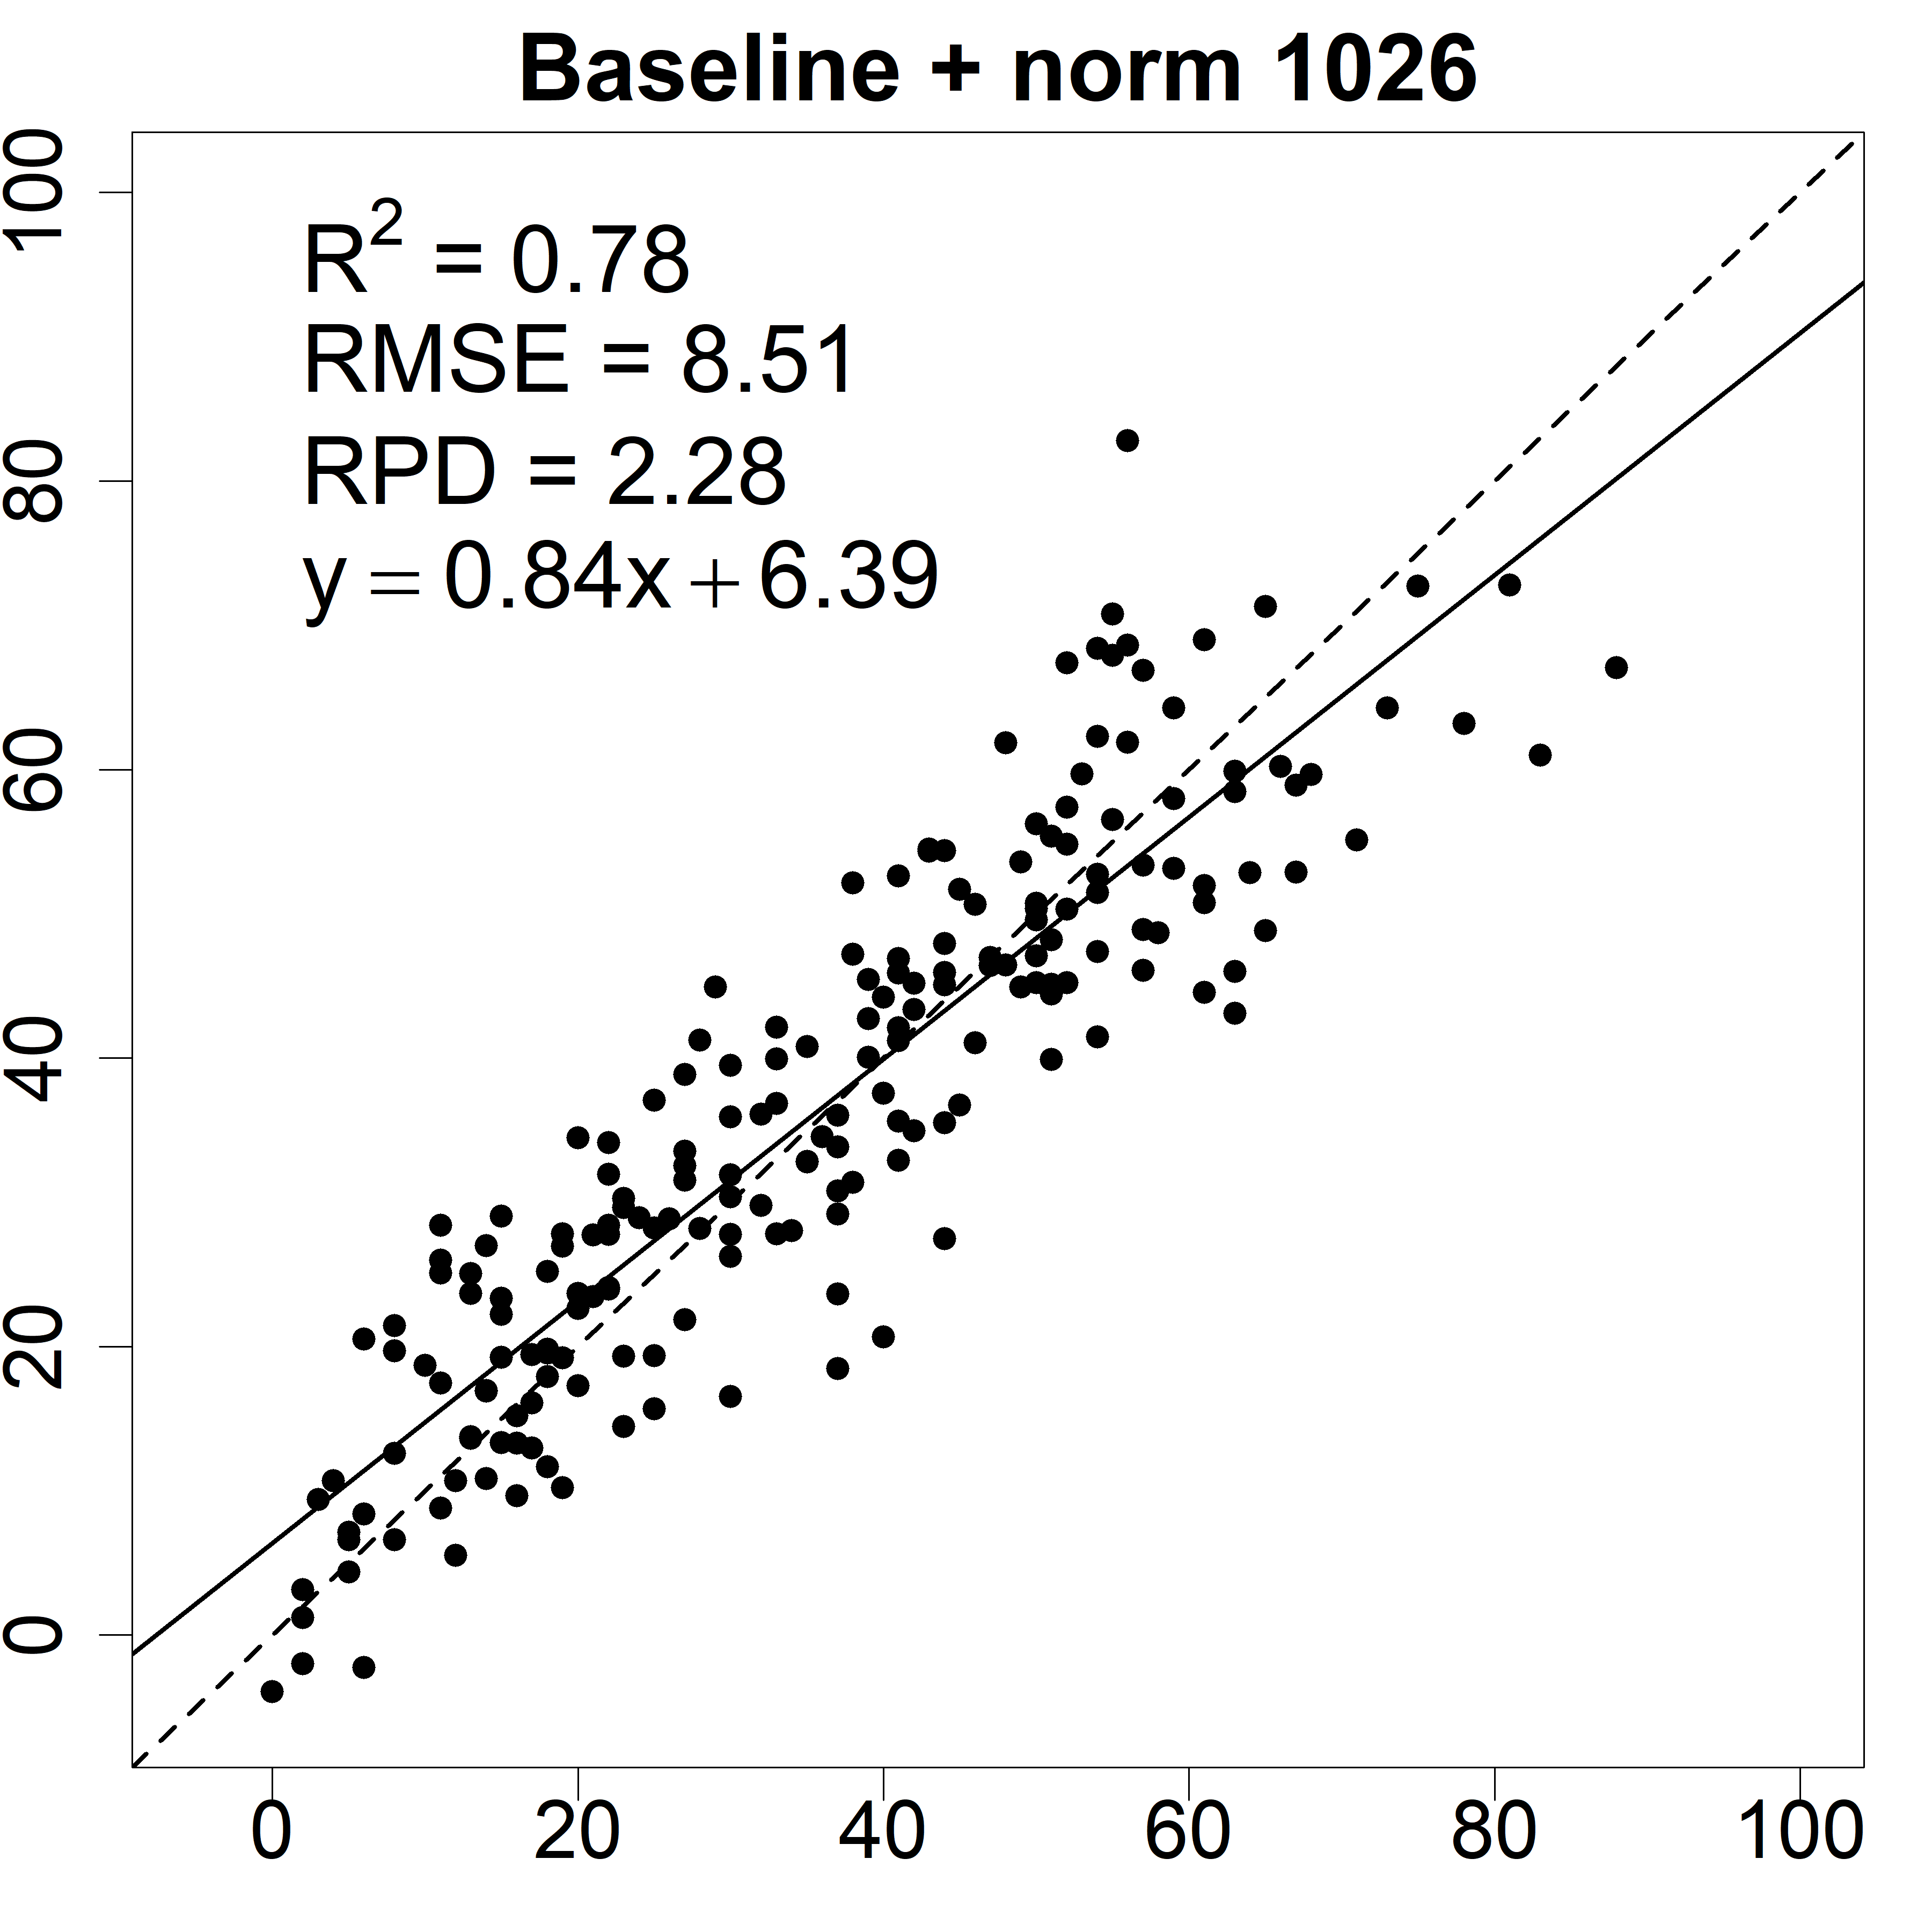 Baseline + norm 1026
R² = 0.78
RMSE = 8.51
RPD = 2.28
y = 0.84x + 6.39
100
80
60
40
20
0
0 20 40 60 80 100